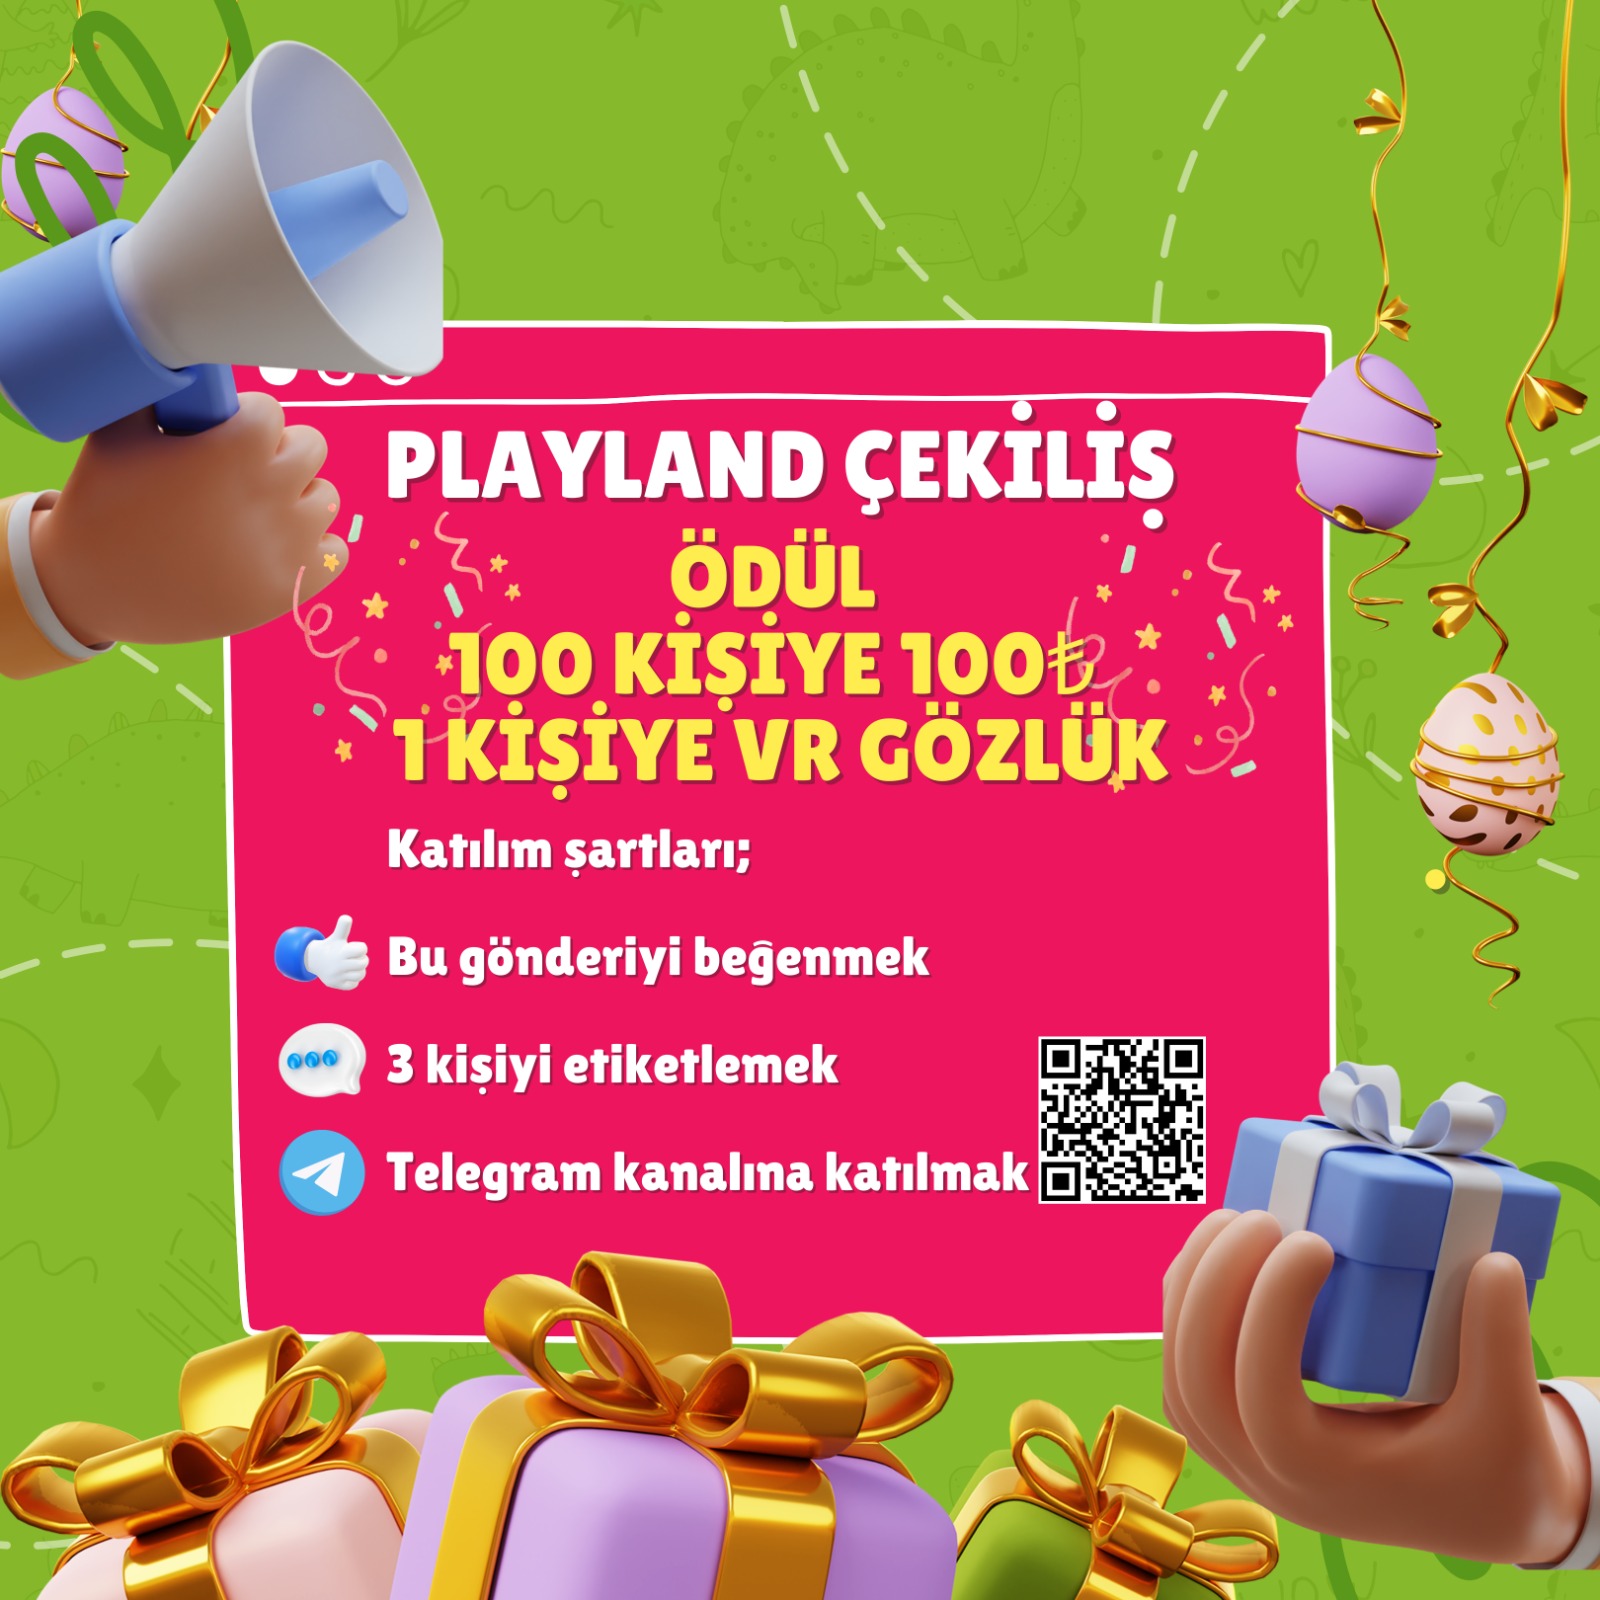 PLAYLAND ÇEKİLİŞ
ÖDÜL
100 KİŞİYE 100₺
1 KİŞİYE VR GÖZLÜK
Katılım şartları;
Bu gönderiyi beğenmek
3 kişiyi etiketlemek
Telegram kanalına katılmak